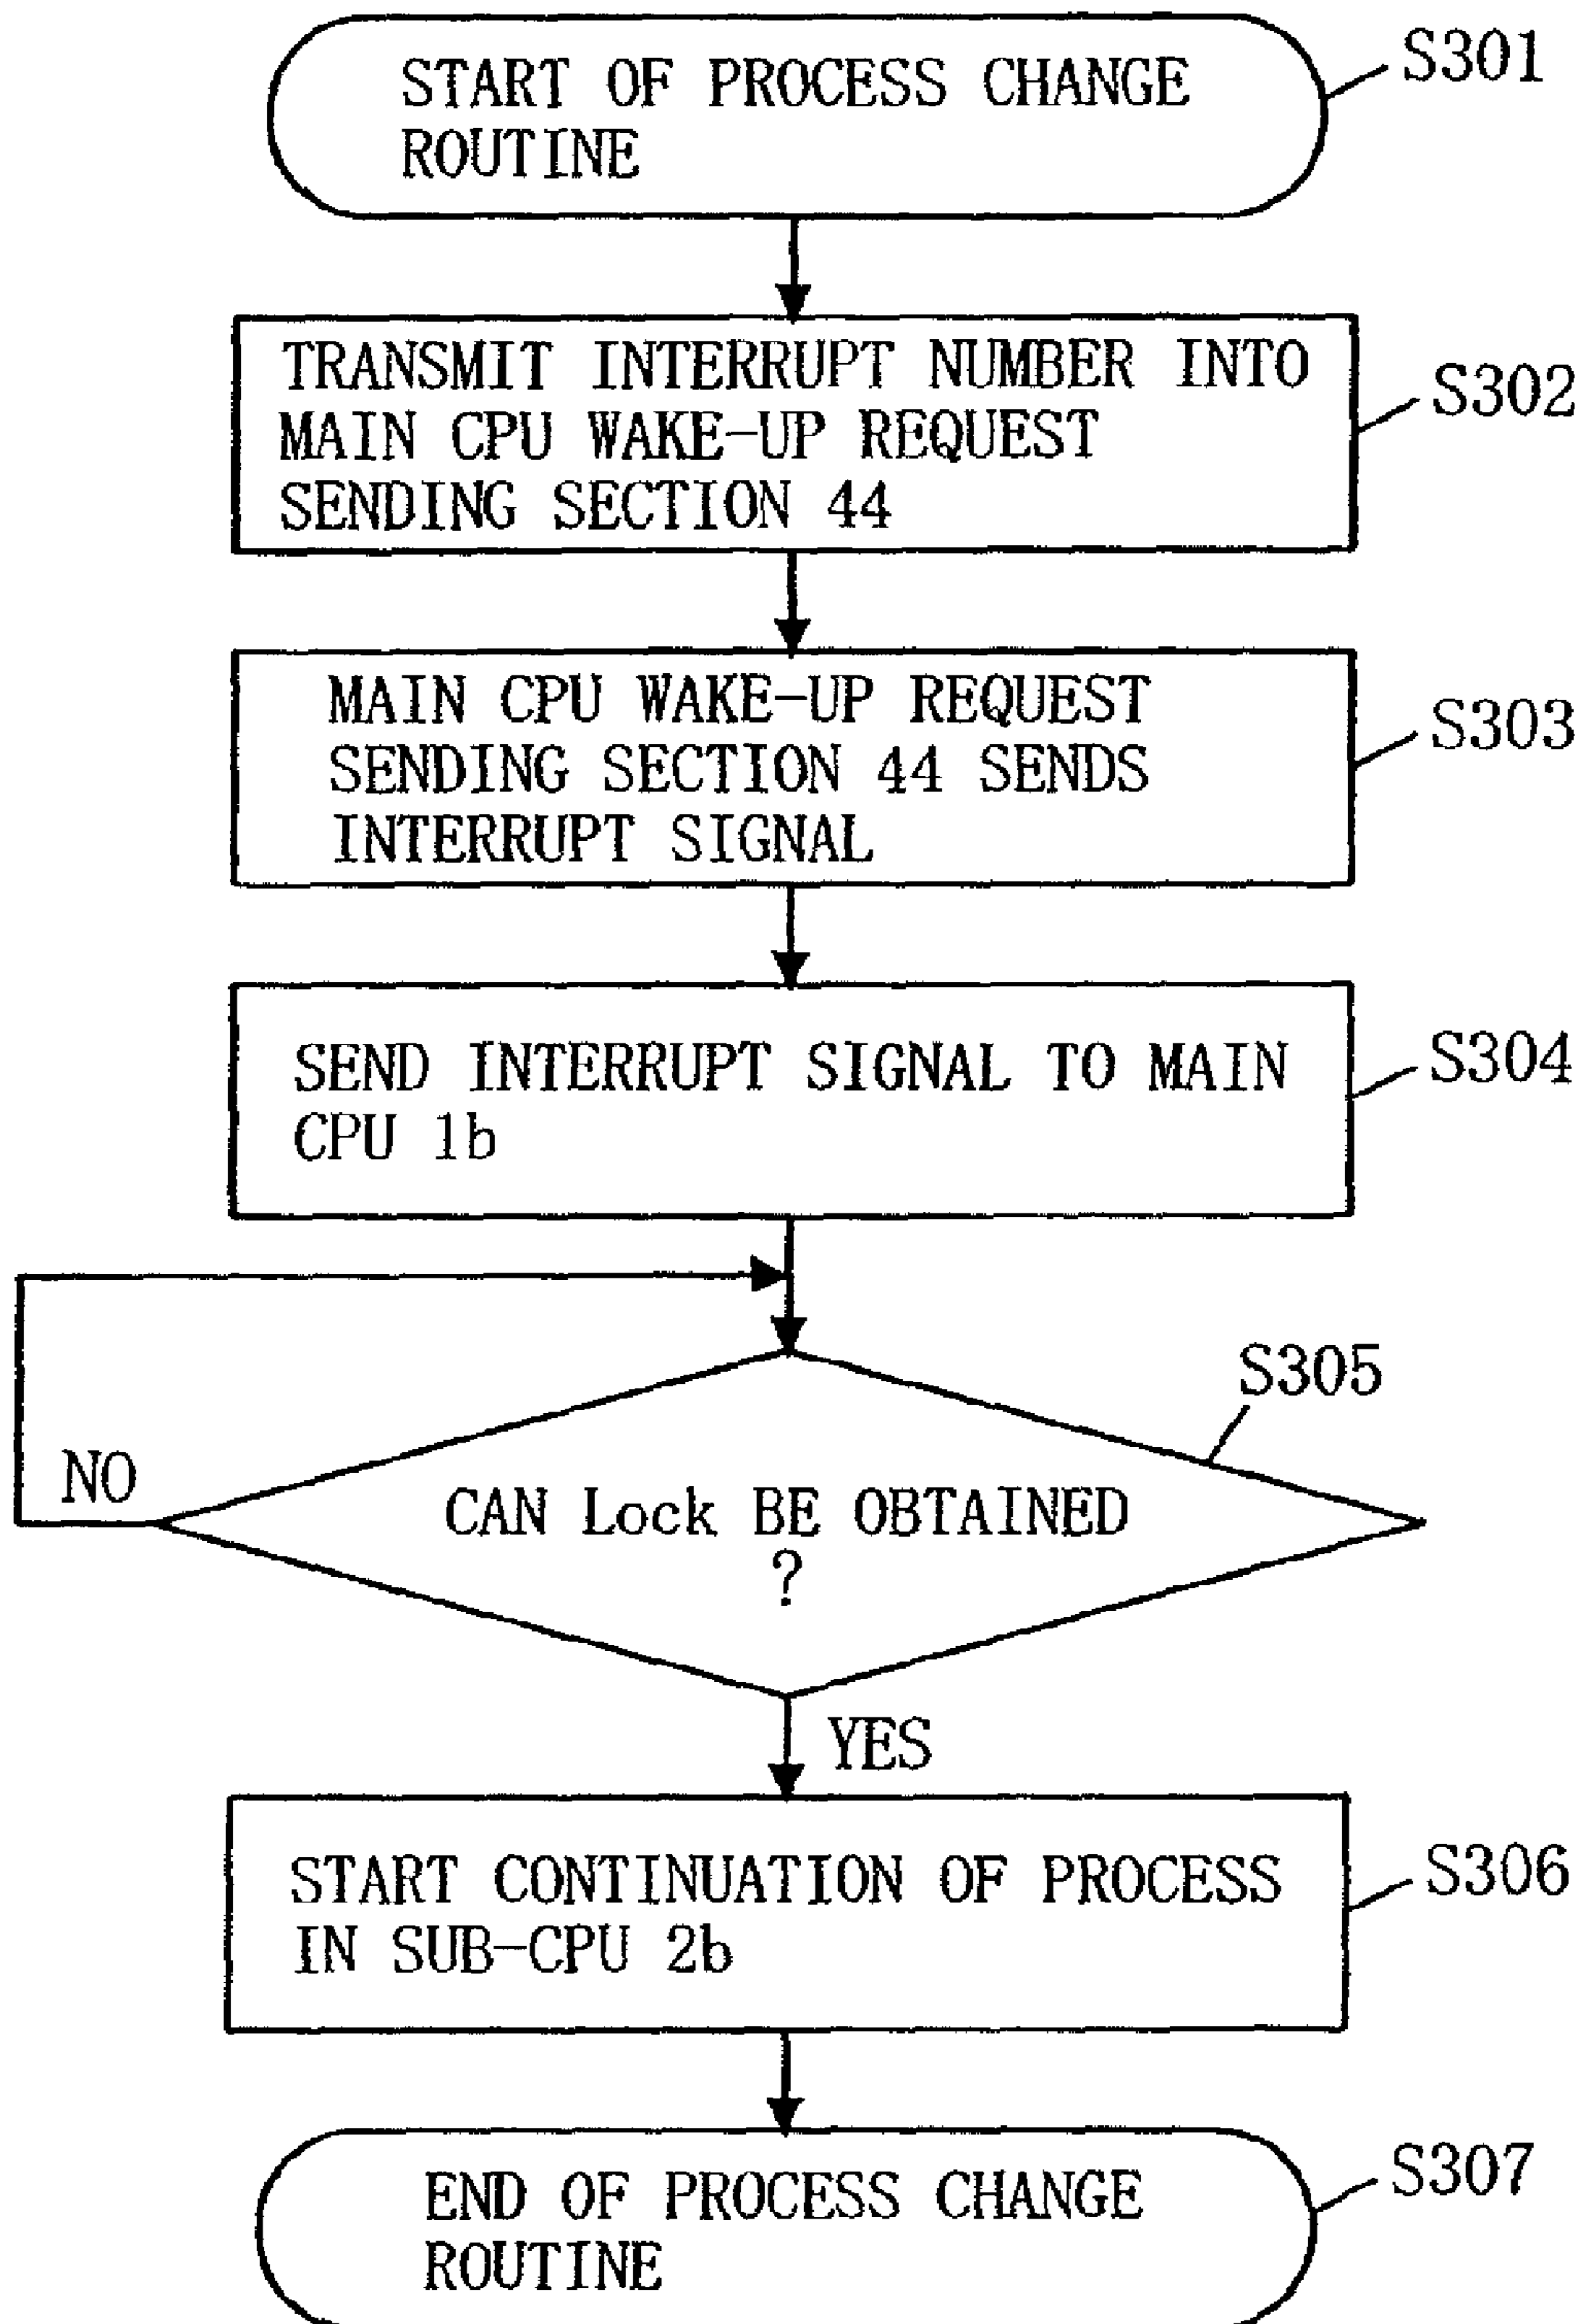 START OF PROCESS CHANGE
ROUTINE
S301
TRANSMIT INTERRUPT NUMBER INTO
MAIN CPU WAKE-UP REQUEST
SENDING SECTION 44
S302
MAIN CPU WAKE-UP REQUEST
SENDING SECTION 44 SENDS
INTERRUPT SIGNAL
S303
SEND INTERRUPT SIGNAL TO MAIN
CPU 1b
S304
S305
NO
CAN Lock BE OBTAINED
?
YES
START CONTINUATION OF PROCESS
IN SUB-CPU 2b
S306
END OF PROCESS CHANGE
ROUTINE
S307